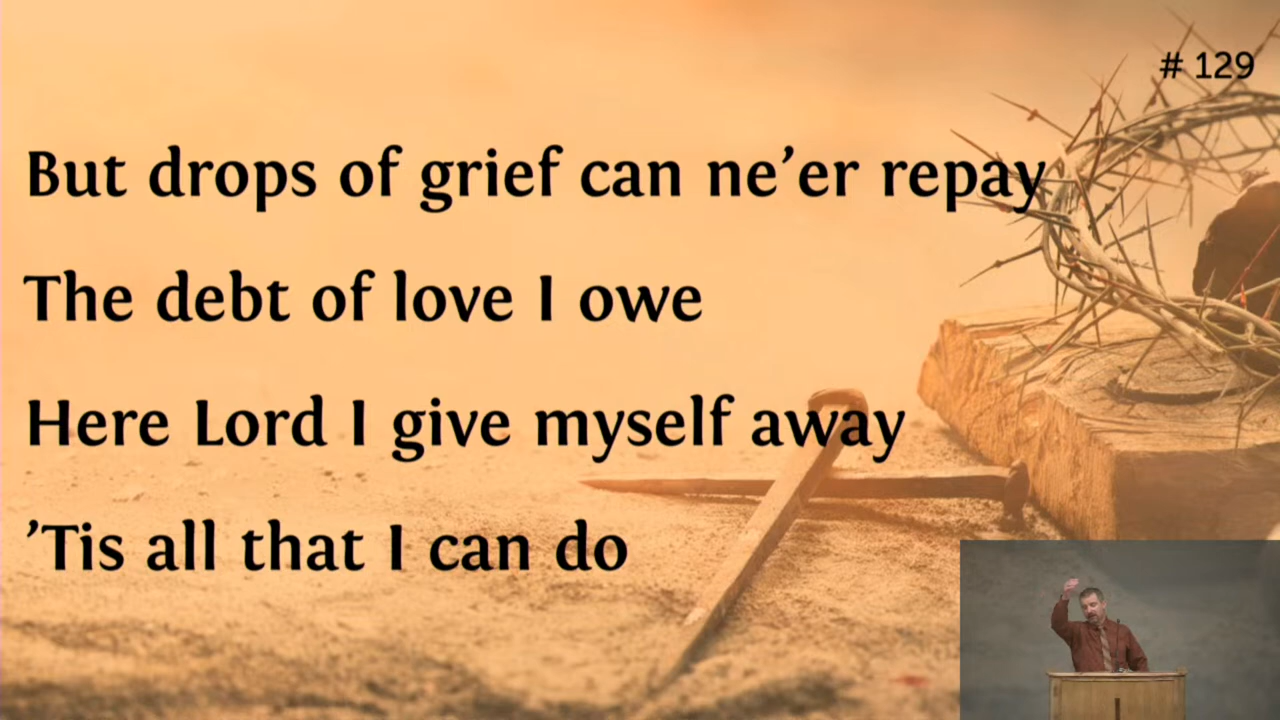 # 129
But drops of grief can ne’er repay
The debt of love I owe
Here Lord I give myself away
’Tis all that I can do